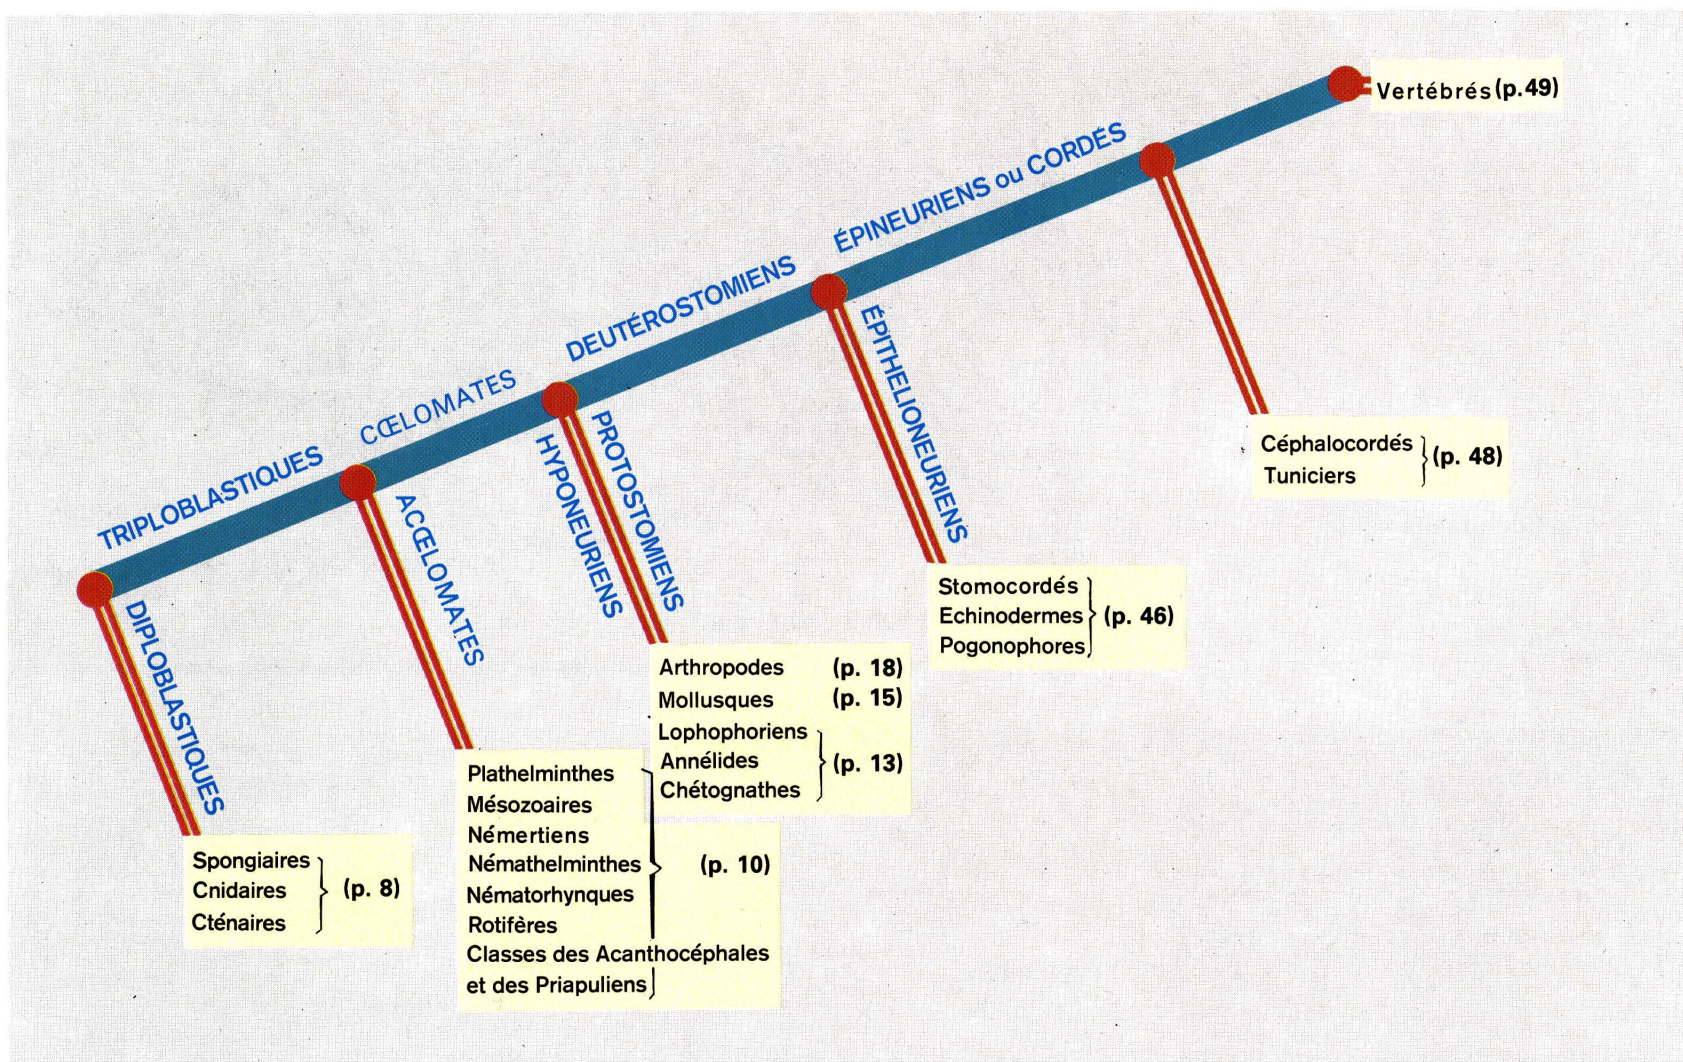 Vertébrés (p. 49)
ÉPINEURIENS ou CORDÉS
DEUTÉROSTOMIENS
CŒLOMATES
TRIPLOBLASTIQUES
DIPLOBLASTIQUES
ACŒLOMATES
HYPONEURIENS
PROTOSTOMIENS
ÉPITHELIONEURIENS
Céphalocordés
Tuniciers
(p. 48)
Stomocordés
Echinodermes
Pogonophores
(p. 46)
Arthropodes (p. 18)
Mollusques (p. 15)
Lophophoriens
Annélides
Chétognathes
(p. 13)
Plathelminthes
Mésozoaires
Némertiens
Némathelminthes
Nématorhynques
Rotifères
Classes des Acanthocéphales
et des Priapuliens
(p. 10)
Spongiaires
Cnidaires
Cténaires
(p. 8)